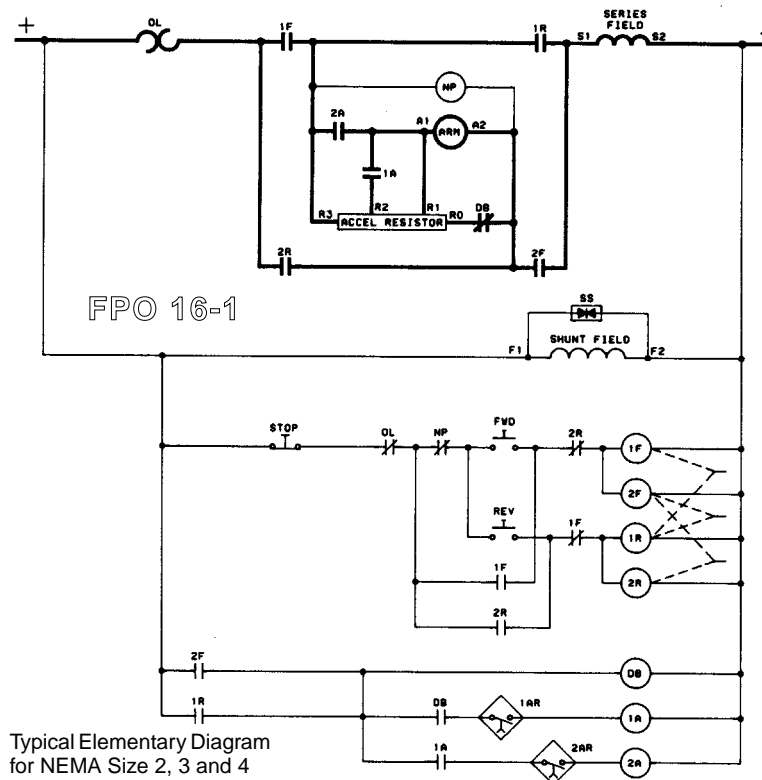 SERIES
FIELD
+
OL
1F
1R
S1
S2
NP
2A
A1
ARM
A2
1A
R3
R2
R1
R0
DB
ACCEL RESISTOR
2R
2F
FPO 16-1
SS
F1
SHUNT FIELD
F2
STOP
OL
NP
FWD
2R
1F
2F
REV
1F
1R
1F
2R
2R
2F
DB
1R
DB
1AR
1A
1A
2AR
2A
Typical Elementary Diagram
for NEMA Size 2, 3 and 4